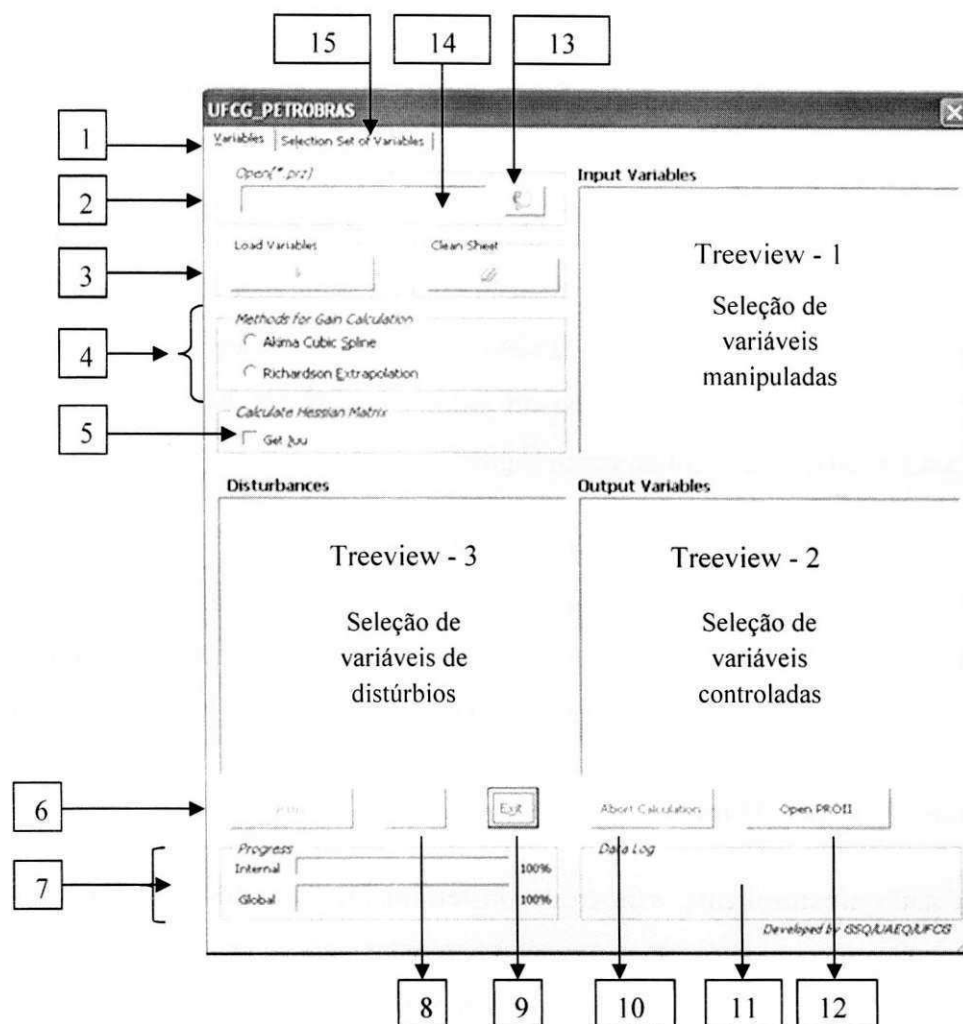 15
14
13
UFCG_PETROBRAS
1
Variables
Selection Set of Variables
Open(*.prz)
Input Variables
2
Load Variables
Clean Sheet
3
Treeview - 1
Seleção de
variáveis
manipuladas
Methods for Gain Calculation
4
Akima Cubic Spline
Richardson Extrapolation
Calculate Hessian Matrix
5
Get Juu
Disturbances
Output Variables
Treeview - 3
Seleção de
variáveis de
distúrbios
Treeview - 2
Seleção de
variáveis
controladas
6
Exit
Abort Calculation
Open PROII
7
Progress
Internal
100%
Global
100%
Data Log
Developed by GSQ/UAEQ/UFCG
8
9
10
11
12